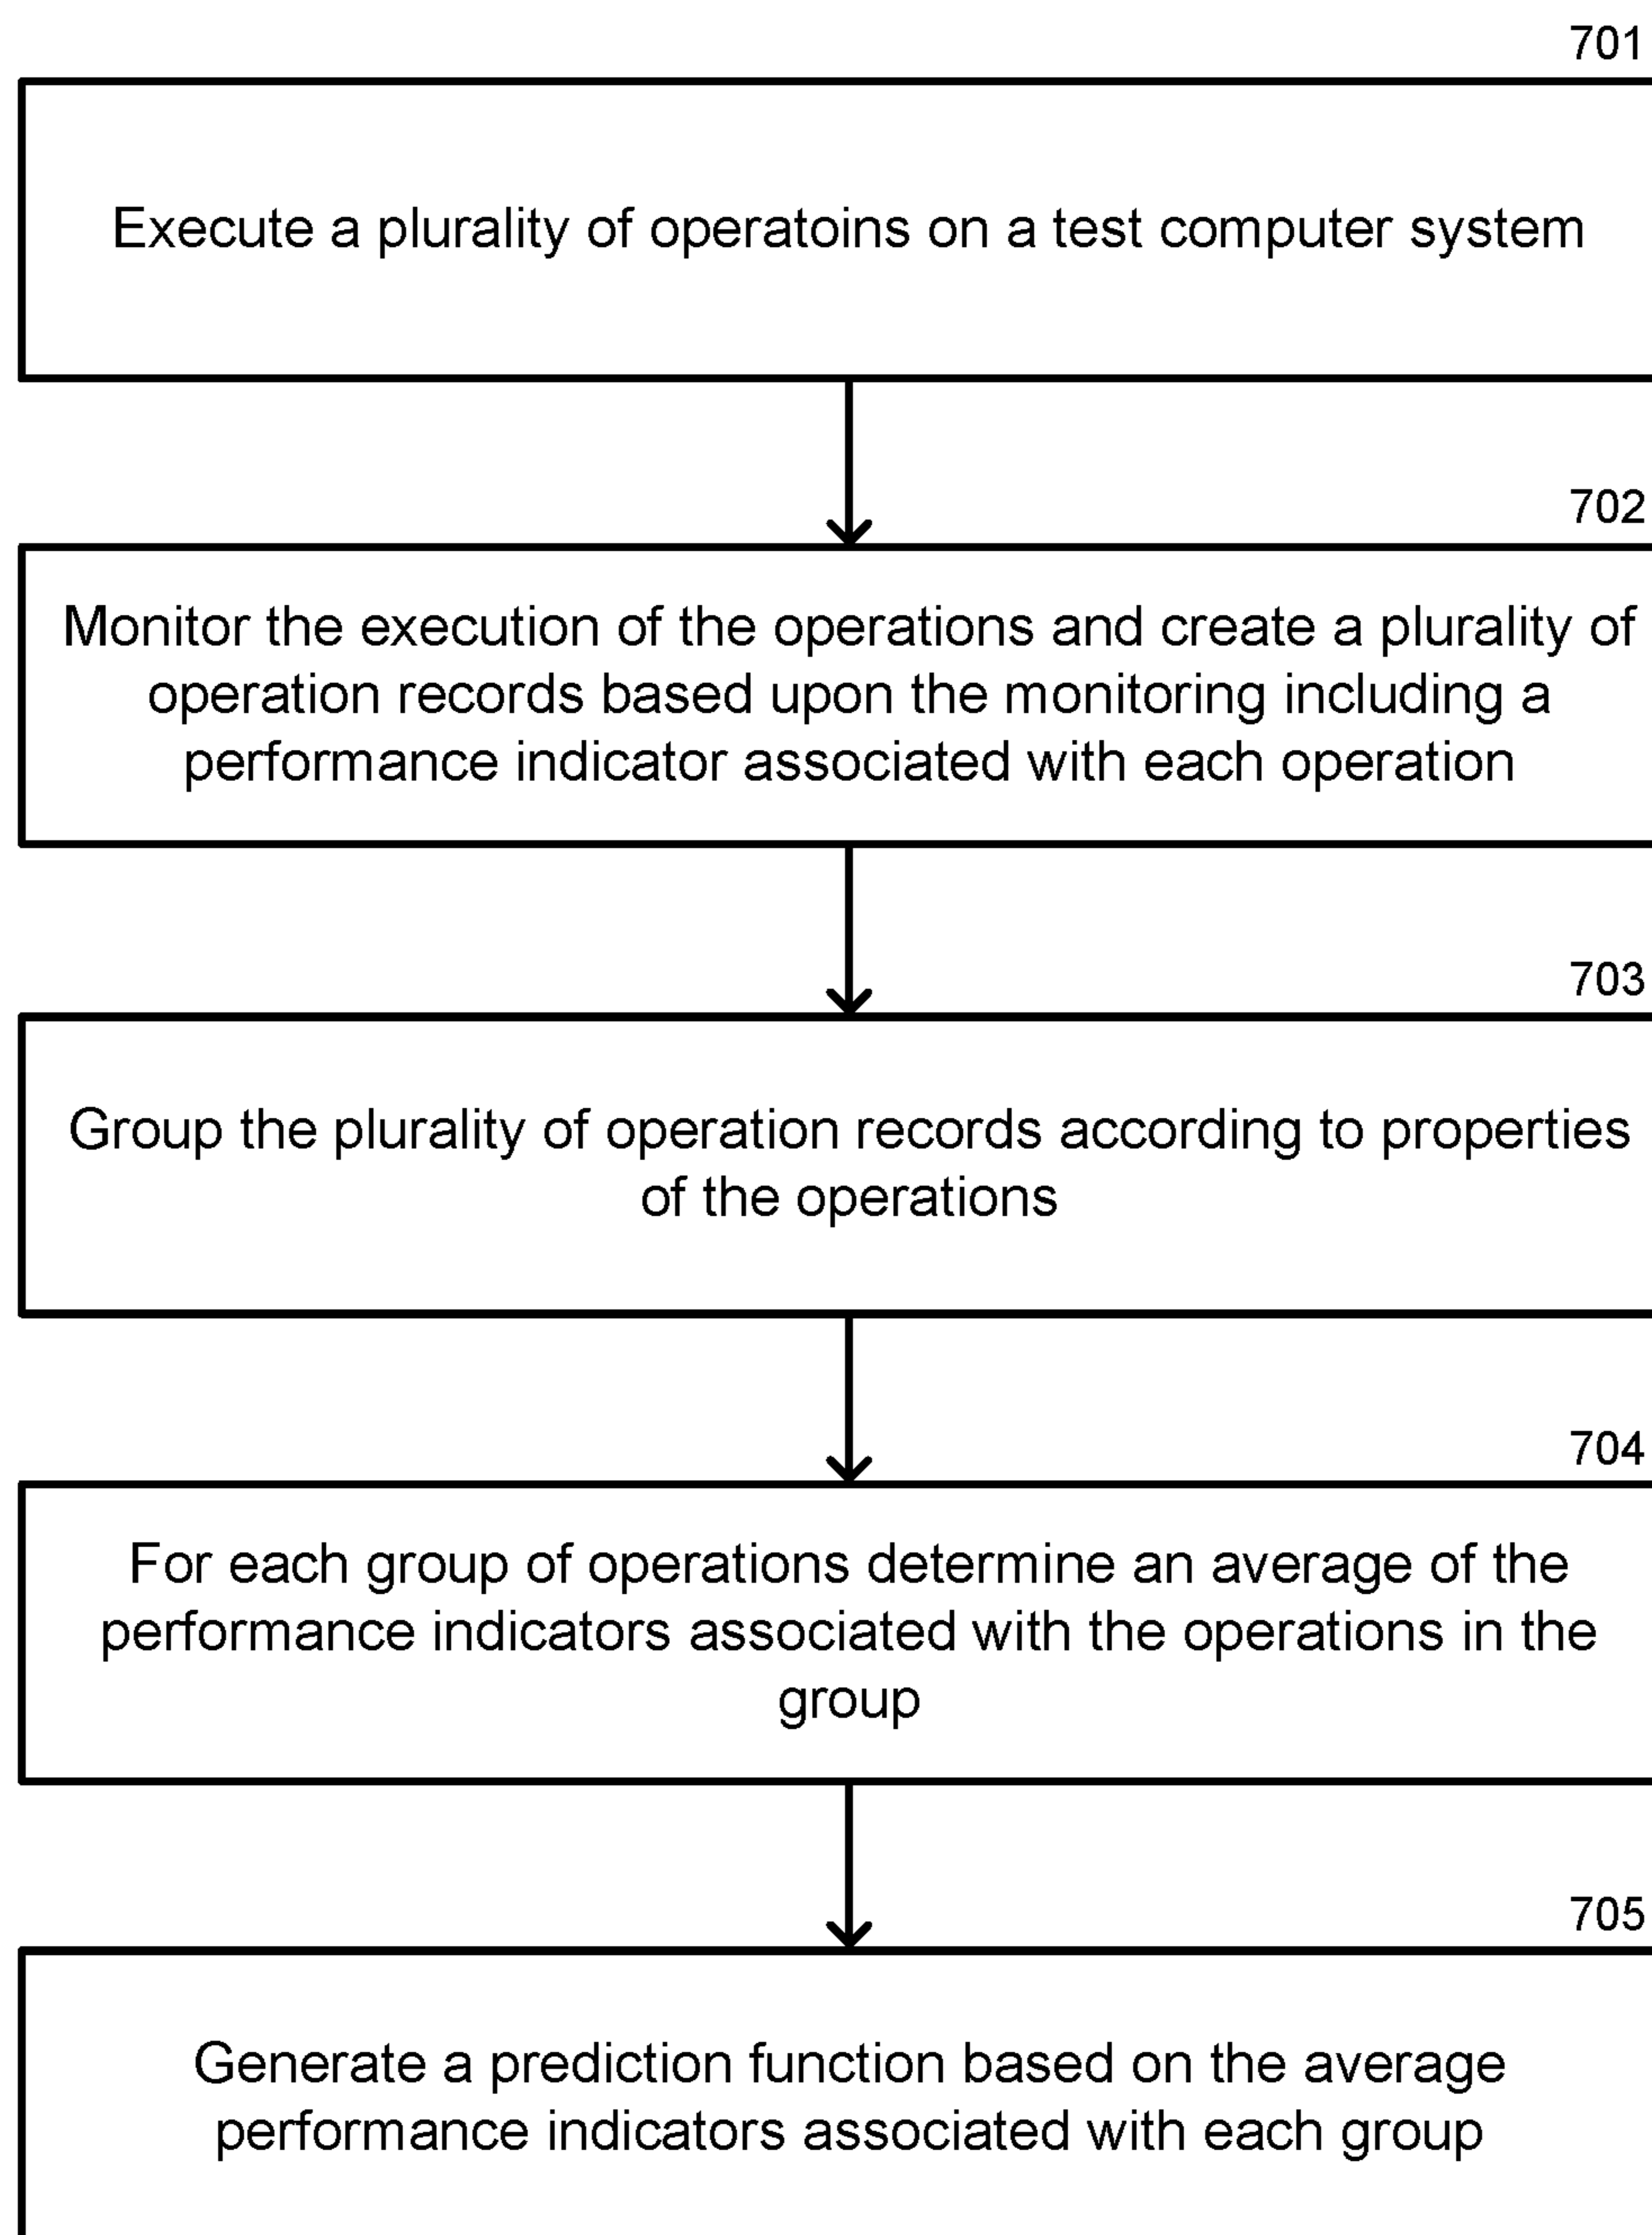 701
Execute a plurality of operatoins on a test computer system
702
Monitor the execution of the operations and create a plurality of
operation records based upon the monitoring including a
performance indicator associated with each operation
703
Group the plurality of operation records according to properties
of the operations
704
For each group of operations determine an average of the
performance indicators associated with the operations in the
group
705
Generate a prediction function based on the average
performance indicators associated with each group